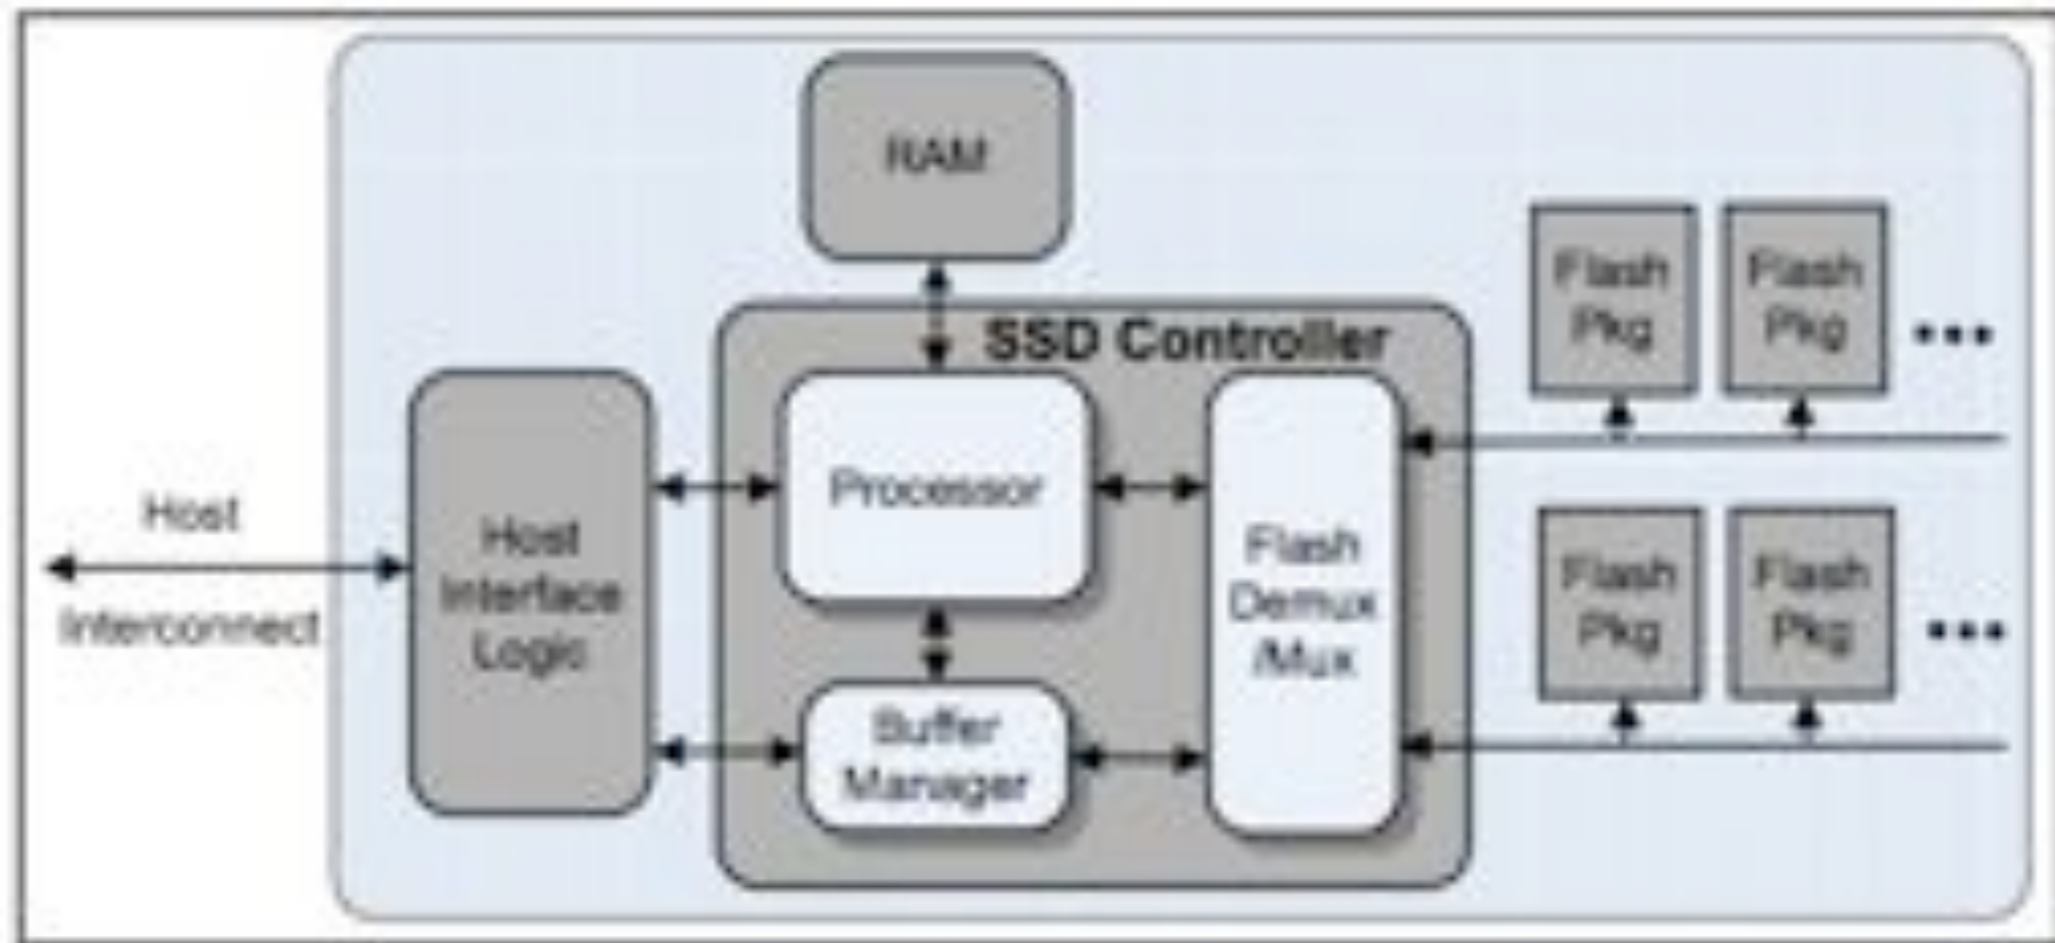 RAM
SSD Controller
Flash
Pkg
Flash
Pkg
Processor
Host
Interconnect
Host
Interface
Logic
Flash
Demux
/Mux
Flash
Pkg
Flash
Pkg
Buffer
Manager